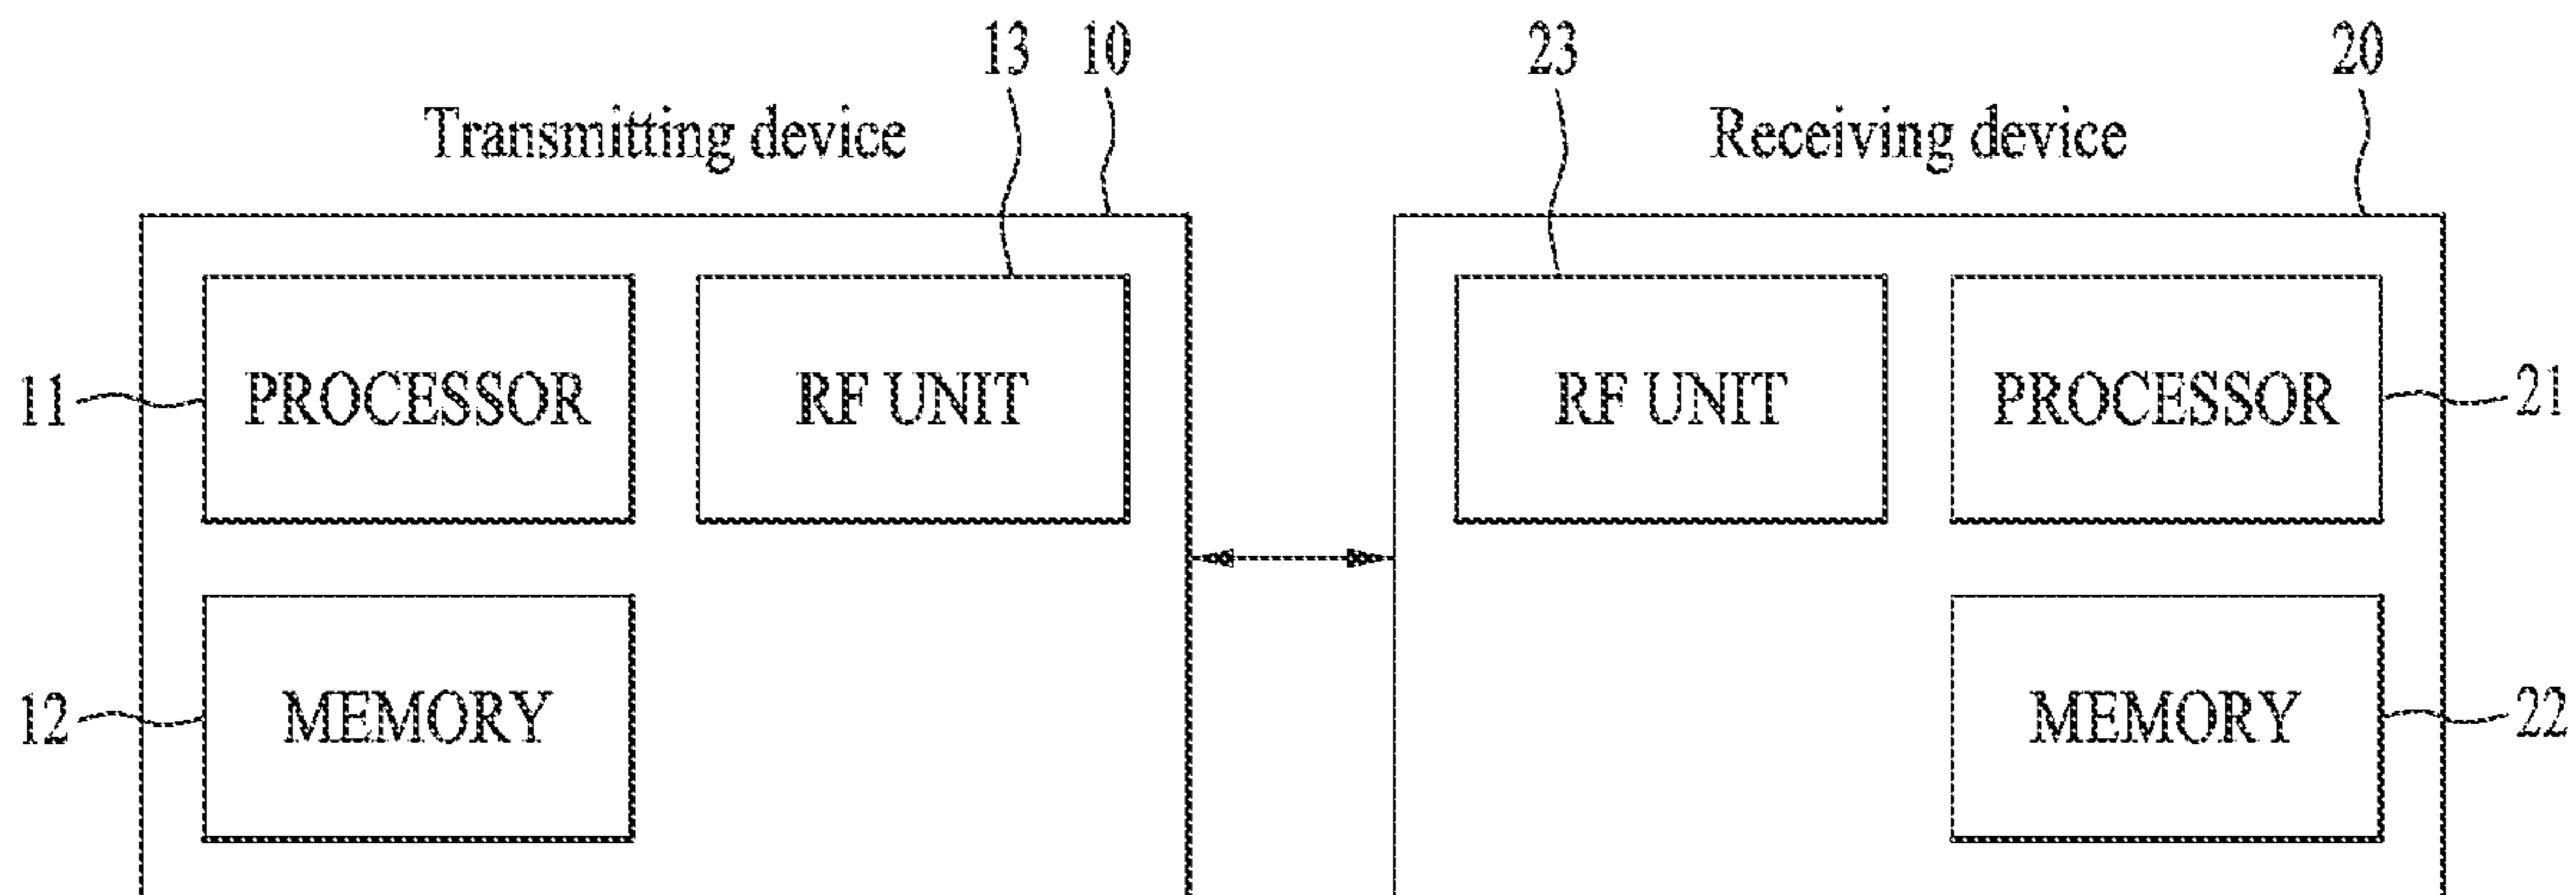 13 10 23 20
Transmitting device Receiving device
11 PROCESSOR RF UNIT RF UNIT PROCESSOR 21
12 MEMORY MEMORY 22